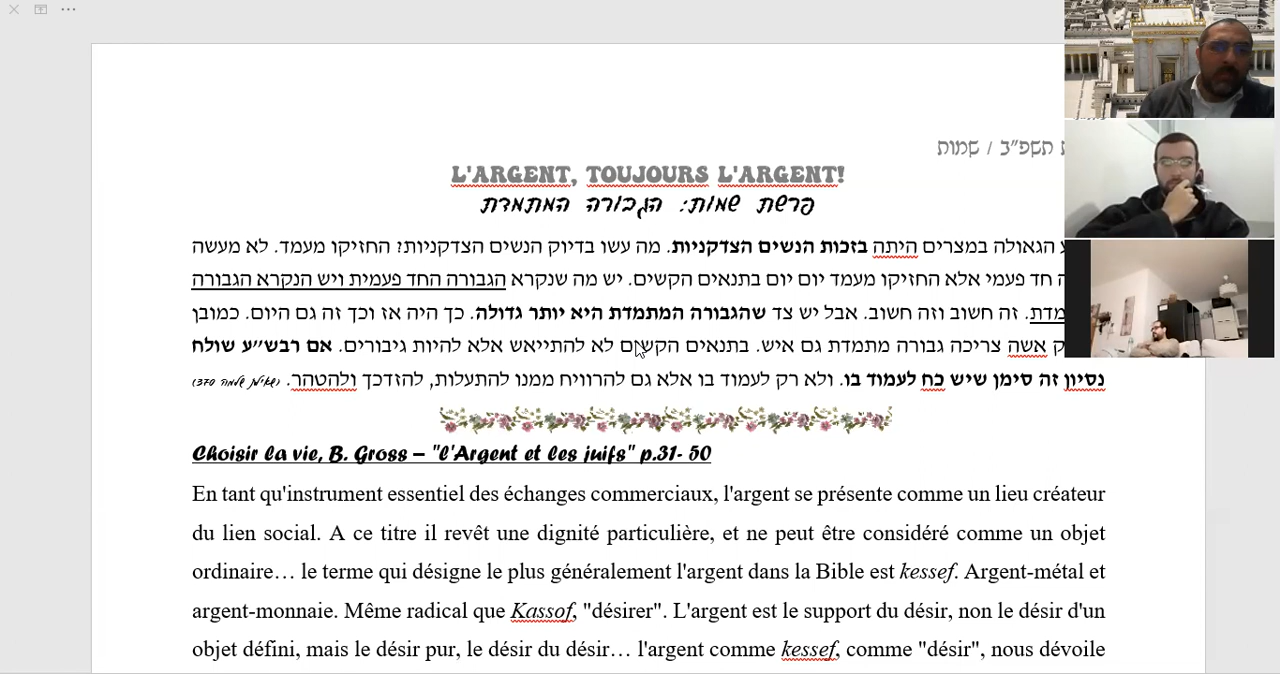 ת תשפ"ב / שמות
L'ARGENT, TOUJOURS L'ARGENT!
פרשת שמות: הגבורה המתמדת
הגאולה במצרים היתה בזכות הנשים הצדקניות. מה עשו בדיוק הנשים הצדקניות? החזיקו מעמד. לא מעשה
חד פעמי אלא החזיקו מעמד יום יום בתנאים הקשים. יש מה שנקרא הגבורה החד פעמית ויש הנקרא הגבורה
זה חשוב וזה חשוב. אבל יש צד שהגבורה המתמדת היא יותר גדולה. כך היה אז וכך זה גם היום. כמובן
אשה צריכה גבורה מתמדת גם איש. בתנאים הקשים לא להתייאש אלא להיות גיבורים. אם רבש״ע שולח
נסיון זה סימן שיש כח לעמוד בו. ולא רק לעמוד בו אלא גם להרוויח ממנו להתעלות, להזדכך ולהטהר. שלמה 370)
Choisir la vie, B. Gross – "l'Argent et les juifs" p.31- 50
En tant qu'instrument essentiel des échanges commerciaux, l'argent se présente comme un lieu créateur
du lien social. A ce titre il revêt une dignité particulière, et ne peut être considéré comme un objet
ordinaire… le terme qui désigne le plus généralement l'argent dans la Bible est kessef. Argent-métal et
argent-monnaie. Même radical que Kassof, "désirer". L'argent est le support du désir, non le désir d'un
objet défini, mais le désir pur, le désir du désir… l'argent comme kessef, comme "désir", nous dévoile